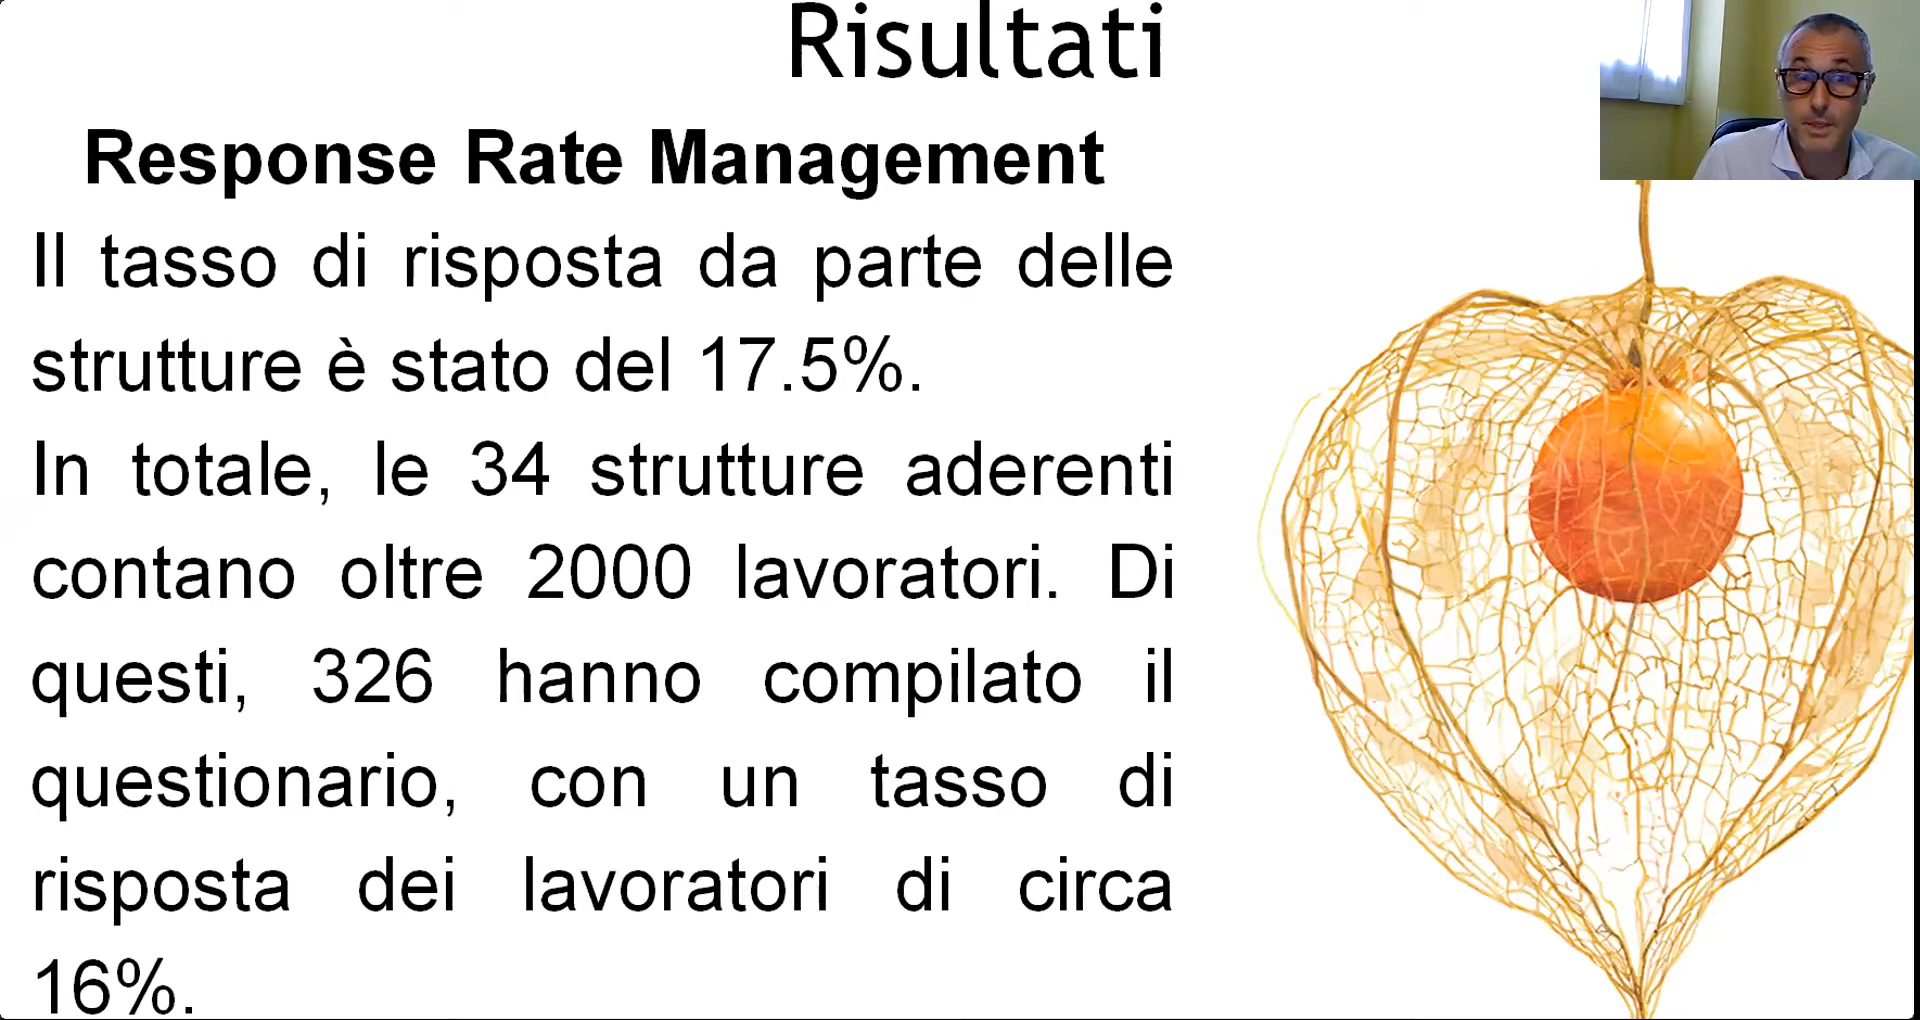 Risultati
Response Rate Management
Il tasso di risposta da parte delle
strutture è stato del 17.5%.
In totale, le 34 strutture aderenti
contano oltre 2000 lavoratori. Di
questi, 326 hanno compilato il
questionario, con un tasso di
risposta dei lavoratori di circa
16%.